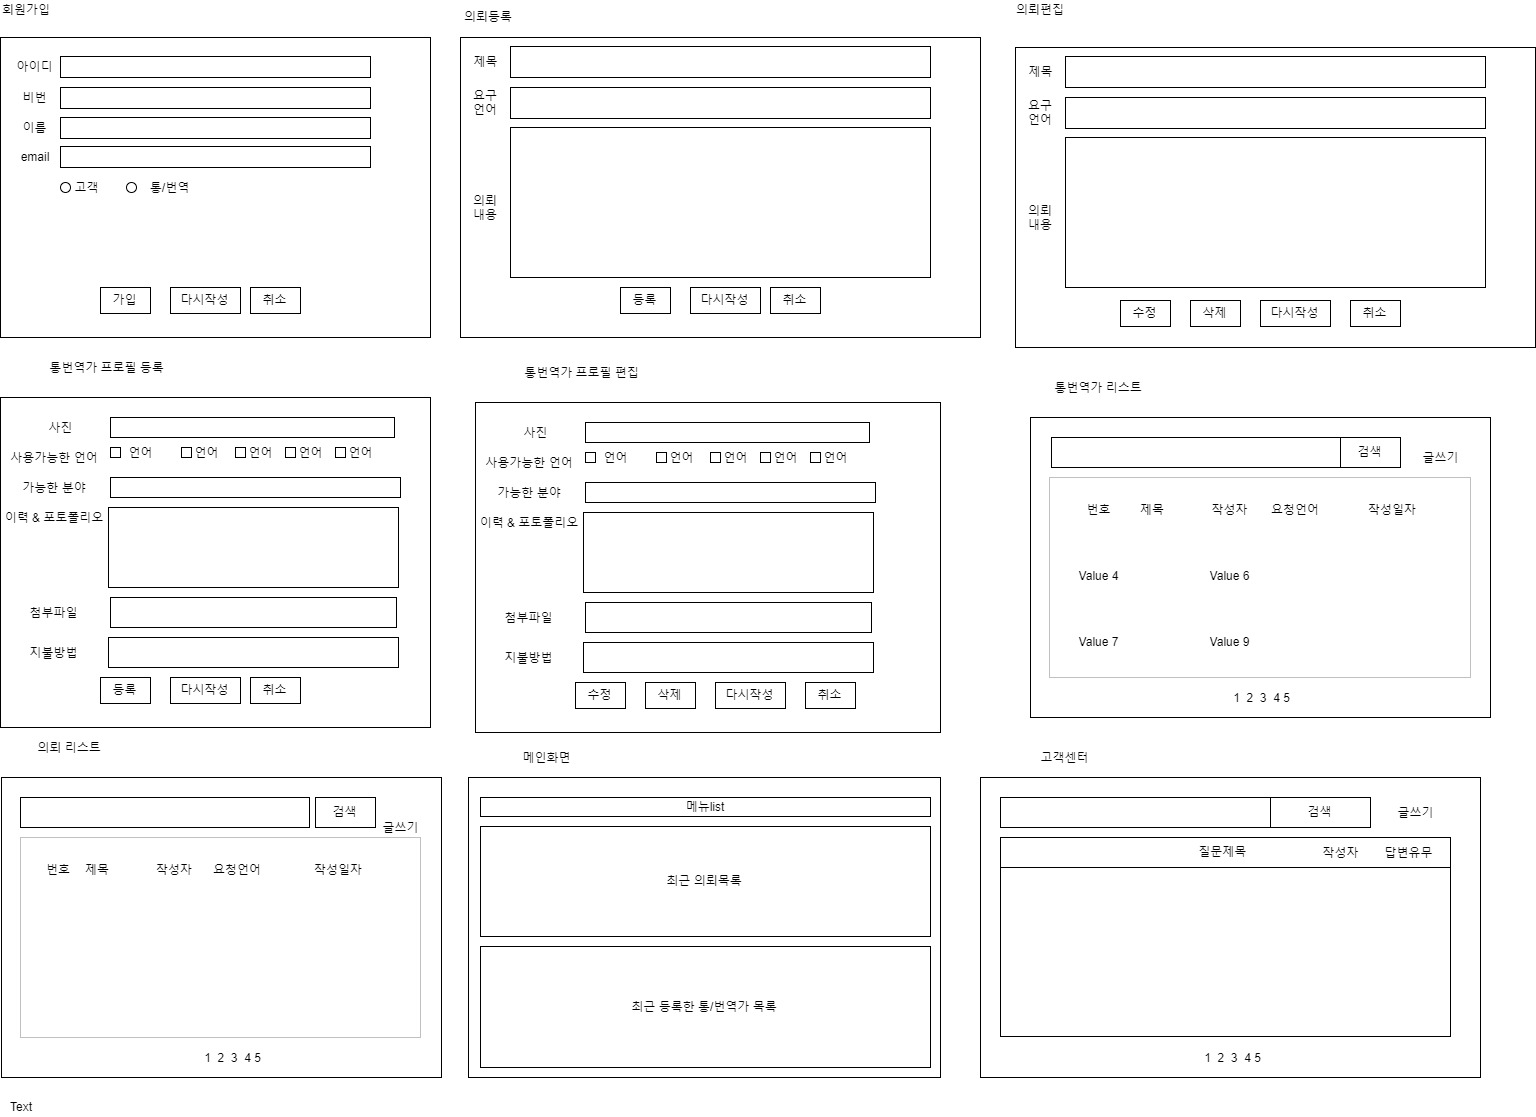 회원가입
아이디
비번
이름
email
고객 통/번역
가입 다시작성 취소
의뢰등록
제목
요구
언어
의뢰
내용
등록 다시작성 취소
의뢰편집
제목
요구
언어
의뢰
내용
수정 삭제 다시작성 취소
통번역가 프로필 등록
사진
사용가능한 언어 언어 언어 언어 언어 언어
가능한 분야
이력 & 포토폴리오
첨부파일
지불방법
등록 다시작성 취소
통번역가 프로필 편집
사진
사용가능한 언어 언어 언어 언어 언어 언어
가능한 분야
이력 & 포토폴리오
첨부파일
지불방법
수정 삭제 다시작성 취소
통번역가 리스트
검색 글쓰기
번호 제목 작성자 요청언어 작성일자
Value 4 Value 6
Value 7 Value 9
1 2 3 4 5
의뢰 리스트
검색 글쓰기
번호 제목 작성자 요청언어 작성일자
1 2 3 4 5
메인화면
메뉴list
최근 의뢰목록
최근 등록한 통/번역가 목록
고객센터
검색 글쓰기
질문제목 작성자 답변유무
1 2 3 4 5
Text